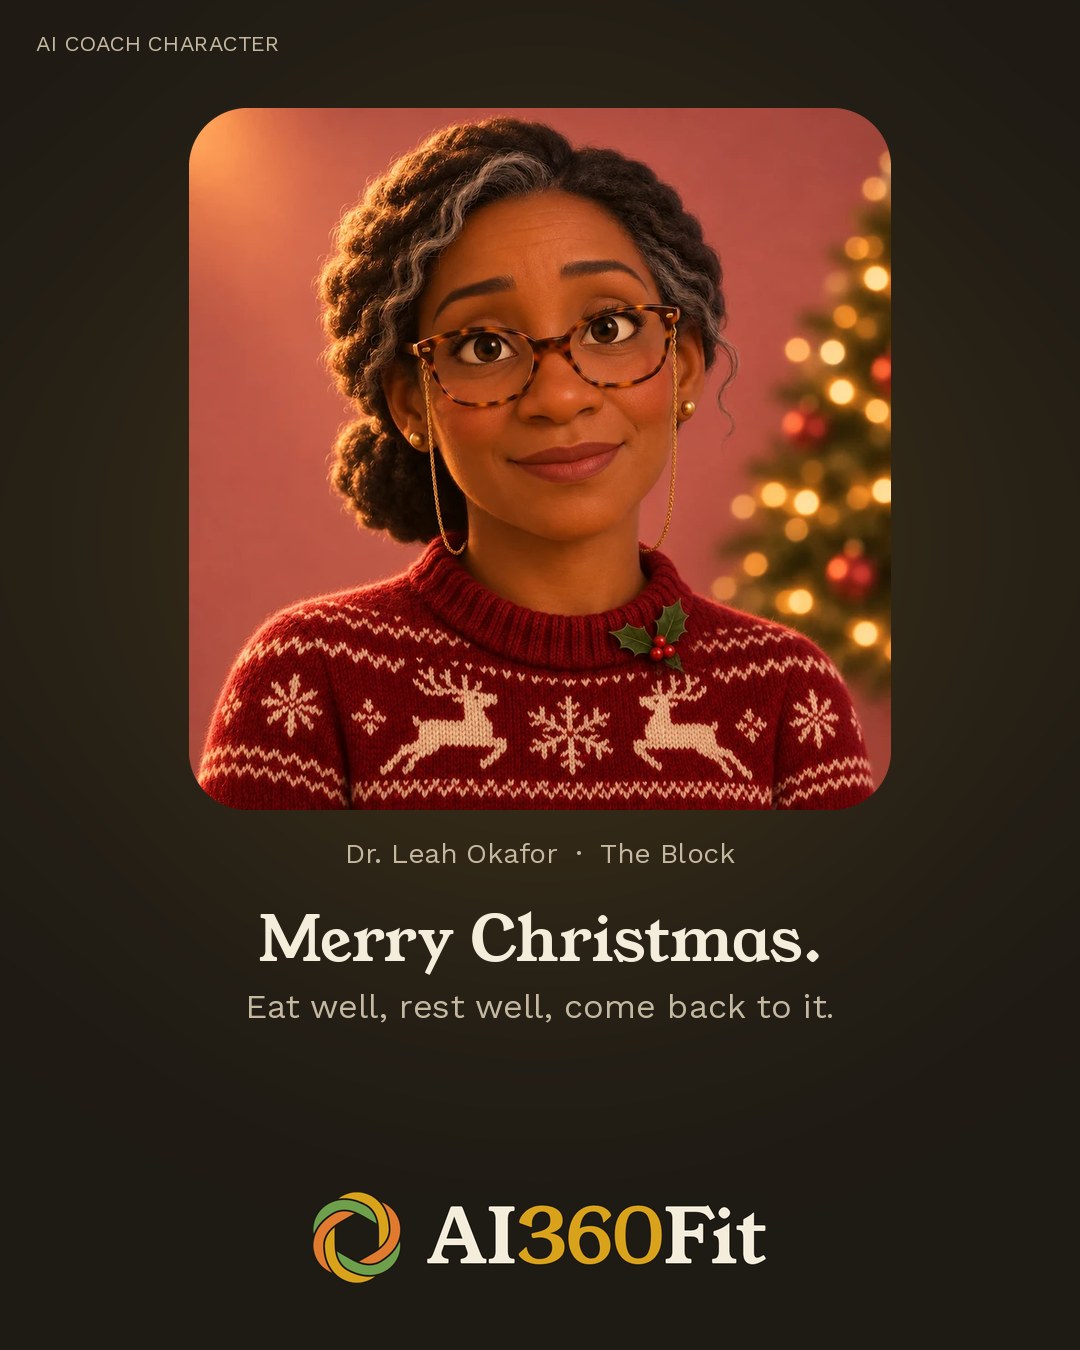 AI COACH CHARACTER
Dr. Leah Okafor · The Block
Merry Christmas.
Eat well, rest well, come back to it.
AI360Fit